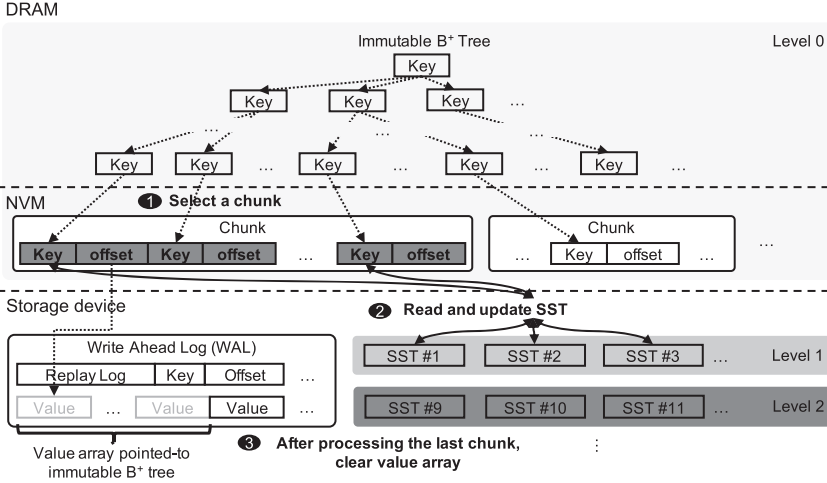 DRAM
Immutable B+ Tree
Level 0
Key
Key
Key
Key
...
...
...
...
Key
Key
...
Key
...
Key
...
Key
...
NVM
1 Select a chunk
Chunk
Chunk
...
Key offset Key offset ... Key offset
... Key offset ...
Storage device
2 Read and update SST
Write Ahead Log (WAL)
Replay Log Key Offset ...
Value ... Value Value ...
Value array pointed-to
immutable B+ tree
SST #1 SST #2 SST #3 ... Level 1
SST #9 SST #10 SST #11 ... Level 2
3 After processing the last chunk,
clear value array
⋮